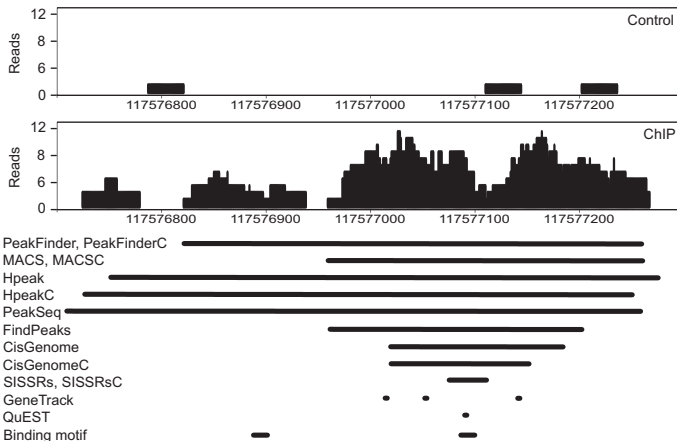 12
Control
8
Reads
6
0
117576800 117576900 117577000 117577100 117577200
12
ChIP
8
Reads
6
0
117576800 117576900 117577000 117577100 117577200
PeakFinder, PeakFinderC
MACS, MACSC
Hpeak
HpeakC
PeakSeq
FindPeaks
CisGenome
CisGenomeC
SISSRs, SISSRsC
GeneTrack
QuEST
Binding motif